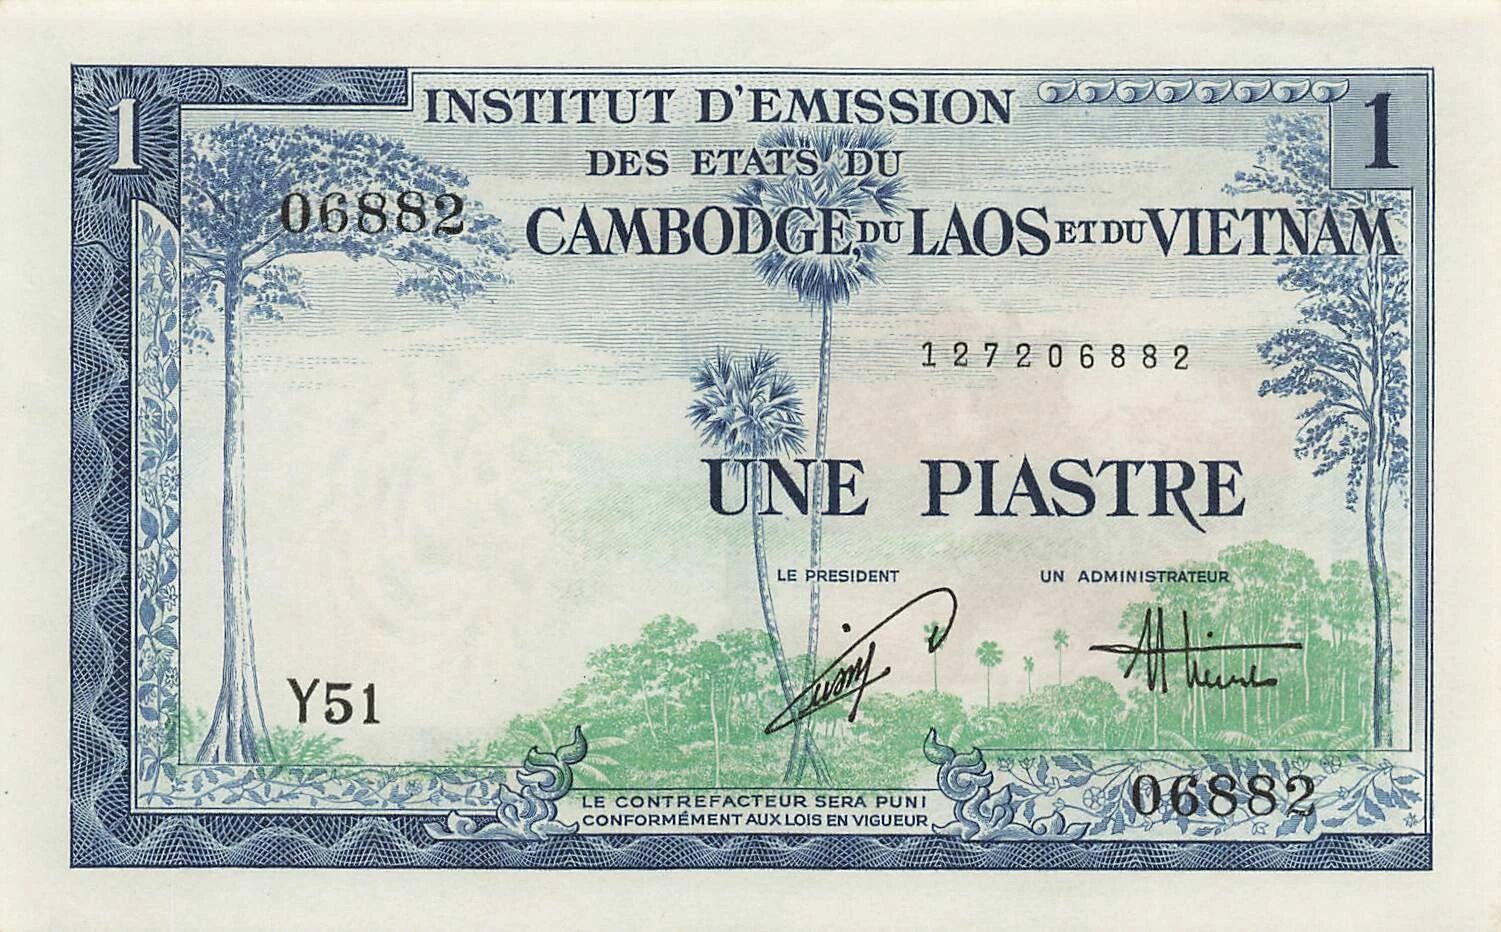 1
INSTITUT D'EMISSION
1
DES ETATS DU
06882
CAMBODGE, DU LAOS ET DU VIETNAM
127206882
UNE PIASTRE
LE PRESIDENT
UN ADMINISTRATEUR
Y51
06882
LE CONTREFACTEUR SERA PUNI
CONFORMÉMENT AUX LOIS EN VIGUEUR